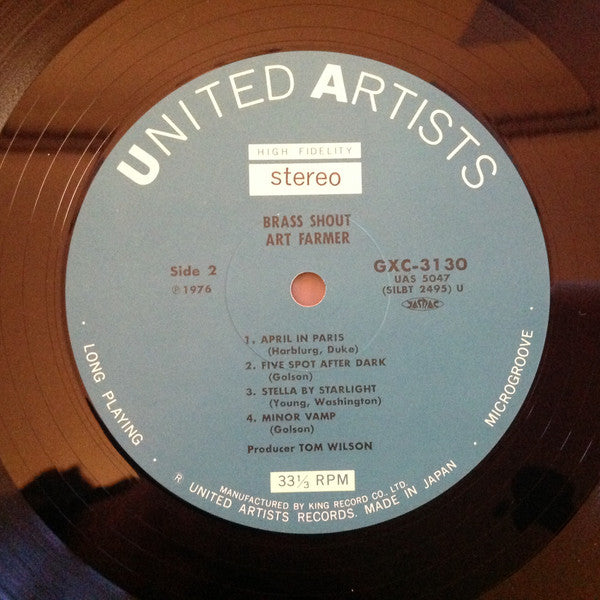 UNITED ARTISTS
HIGH FIDELITY
stereo
BRASS SHOUT
ART FARMER
Side 2
℗1976
GXC-3130
UAS 5047
(SILBT 2495) U
JASRAC
1. APRIL IN PARIS
(Harblurg, Duke)
2. FIVE SPOT AFTER DARK
(Golson)
3. STELLA BY STARLIGHT
(Young, Washington)
4. MINOR VAMP
(Golson)
Producer TOM WILSON
33⅓ RPM
· LONG PLAYING ·
· MICROGROOVE ·
MANUFACTURED BY KING RECORD CO., LTD.
® UNITED ARTISTS RECORDS. MADE IN JAPAN